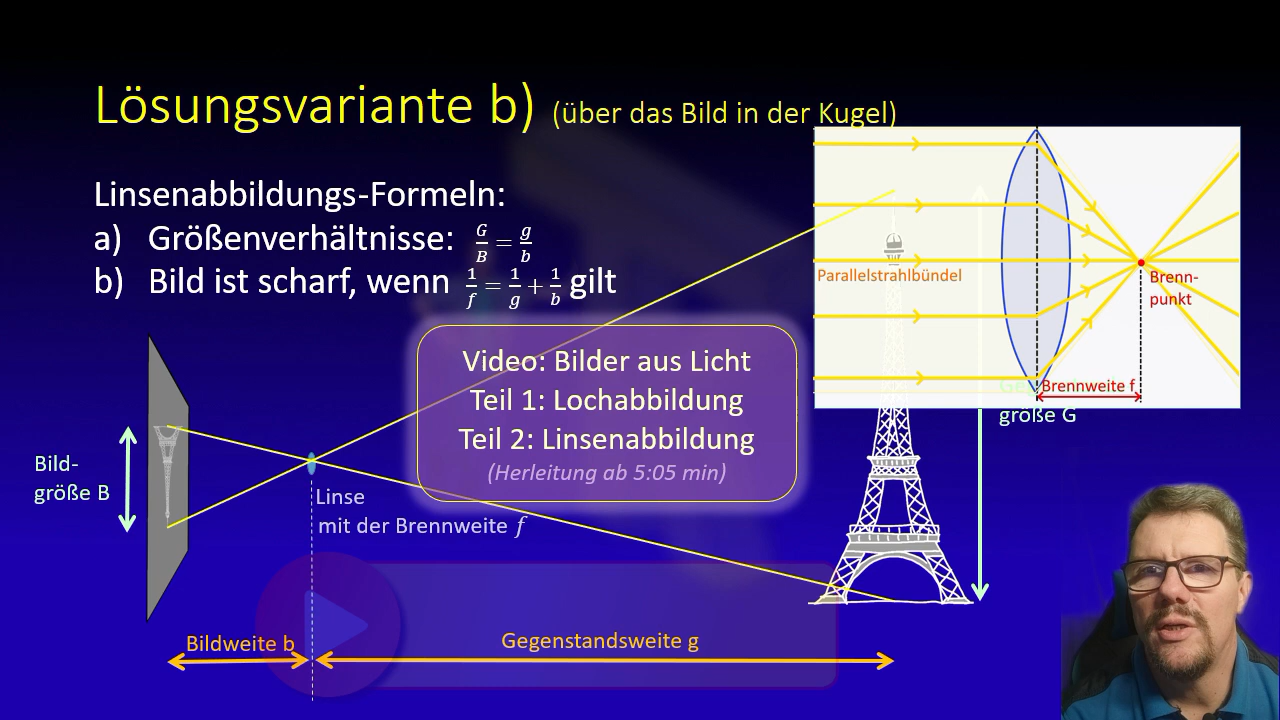 Lösungsvariante b) (über das Bild in der Kugel)
Linsenabbildungs-Formeln:
a) Größenverhältnisse: G/B = g/b
b) Bild ist scharf, wenn 1/f = 1/g + 1/b gilt
Video: Bilder aus Licht
Teil 1: Lochabbildung
Teil 2: Linsenabbildung
(Herleitung ab 5:05 min)
Parallelstrahlbündel
Brenn-
punkt
Brennweite f
größe G
Bild-
größe B
Linse
mit der Brennweite f
Bildweite b
Gegenstandsweite g